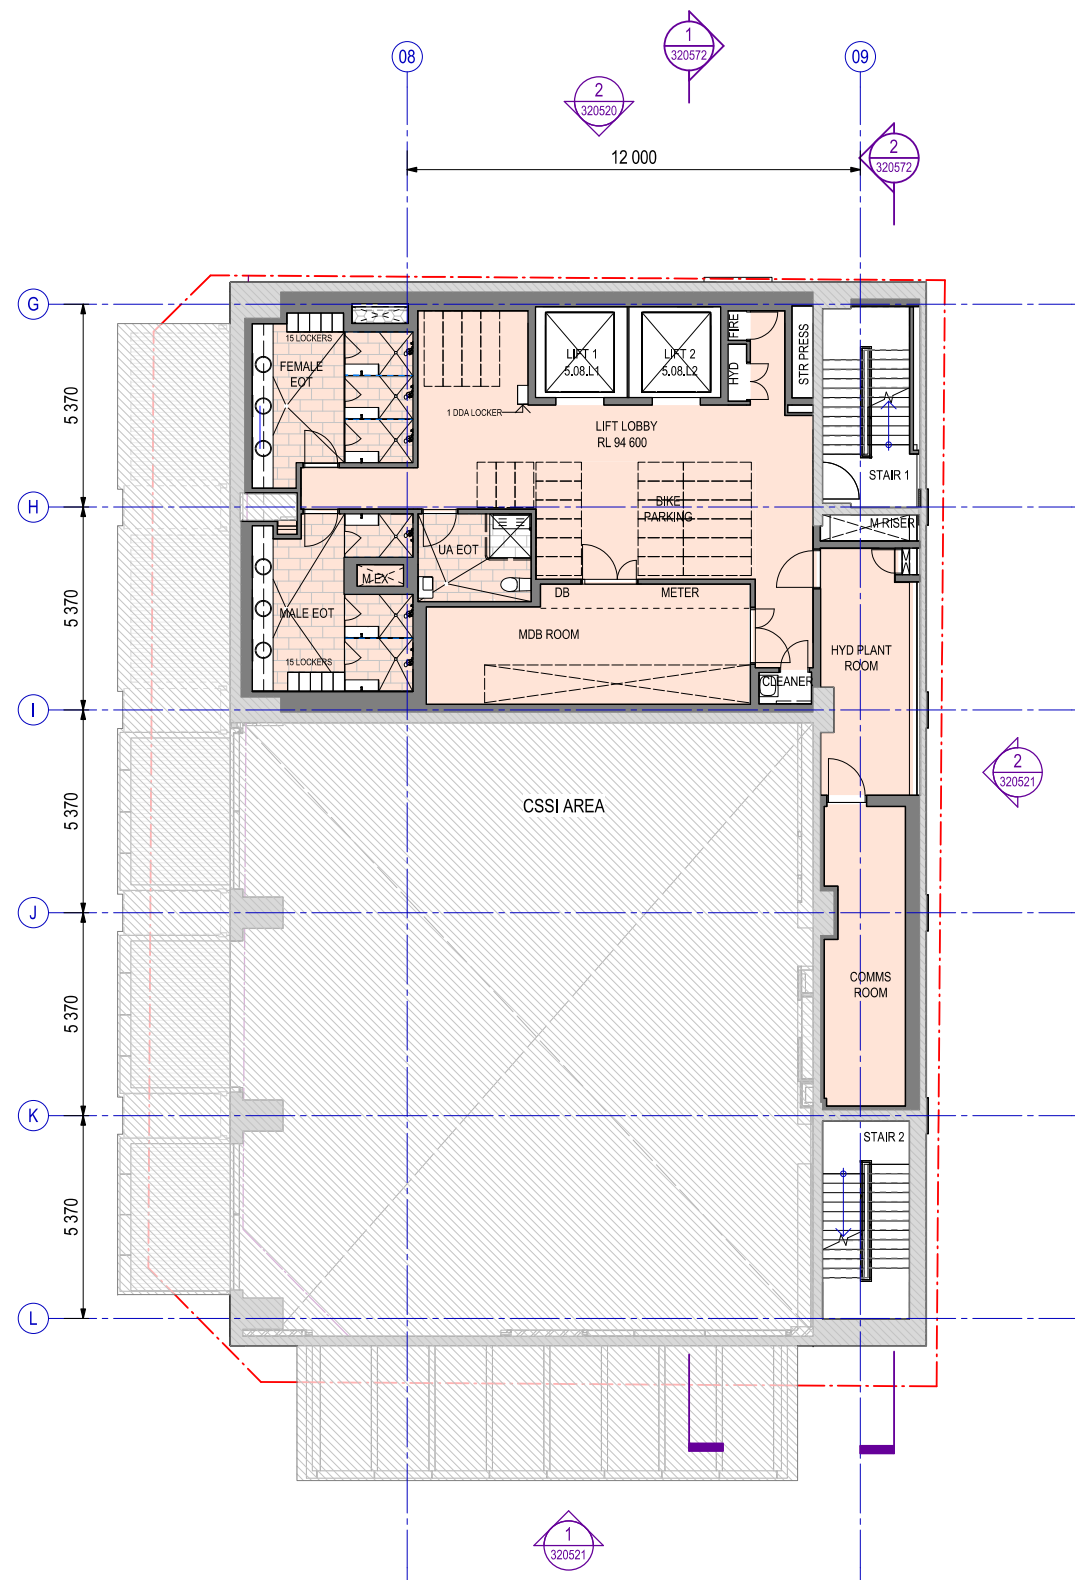 1
320572
08
09
2
320520
12 000
2
320572
G
15 LOCKERS
FEMALE
EOT
LIFT 1
5.08.L1
LIFT 2
5.08.L2
FIRE
HYD
STR PRESS
5 370
1 DDA LOCKER
LIFT LOBBY
RL 94 600
STAIR 1
H
BIKE
PARKING
M RISER
UA EOT
M EX
5 370
DB
METER
MALE EOT
MDB ROOM
HYD PLANT
ROOM
15 LOCKERS
CLEANER
I
2
320521
CSSI AREA
5 370
J
COMMS
ROOM
5 370
K
STAIR 2
5 370
L
1
320521